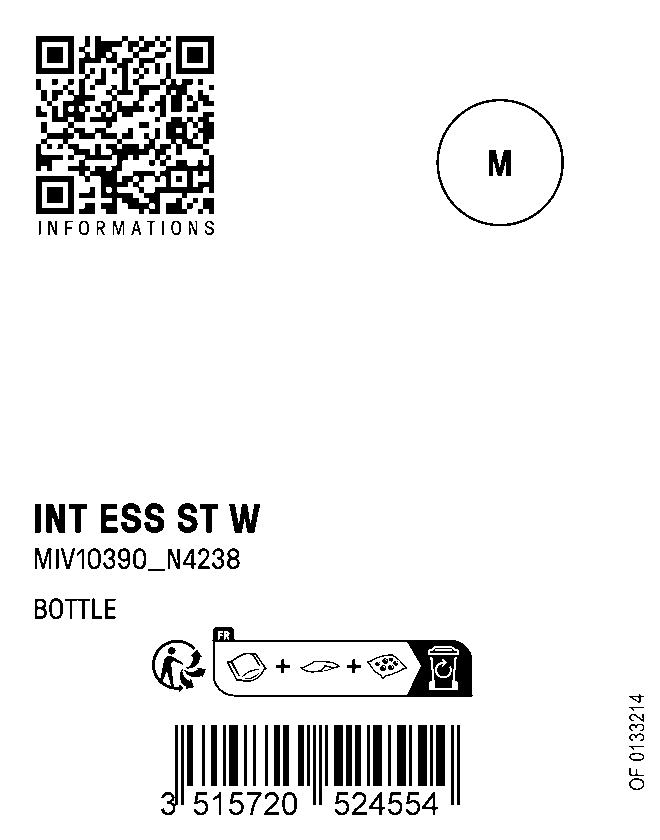 INFORMATIONS
M
INT ESS ST W
MIV10390_N4238
BOTTLE
FR
3 515720 524554
OF 0133214